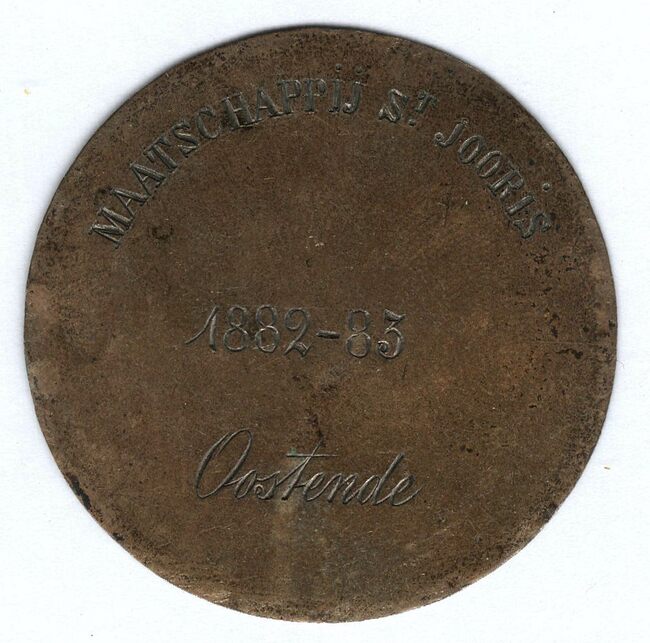 MAATSCHAPPIJ ST JOORIS
1882-83
Oostende